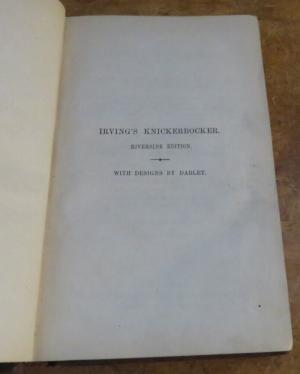 IRVING'S KNICKERBOCKER.
RIVERSIDE EDITION.
WITH DESIGNS BY DARLEY.